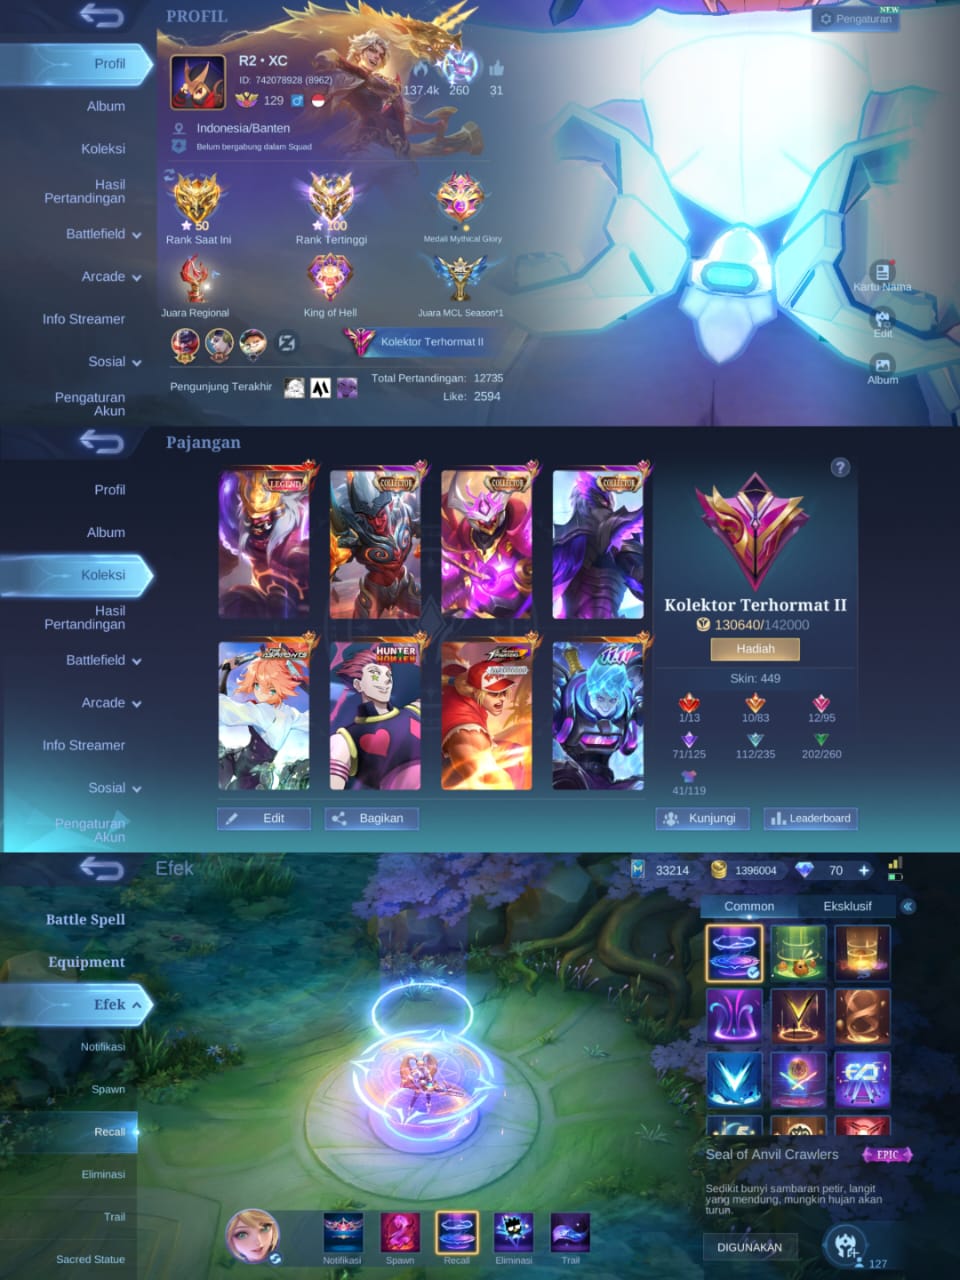 PROFIL
NEW
Pengaturan
Profil
Album
Koleksi
Hasil
Pertandingan
Battlefield
Arcade
Info Streamer
Sosial
Pengaturan
Akun
R2 • XC
ID: 742078928 (8962)
129
137.4k
260
31
Indonesia/Banten
Belum bergabung dalam Squad
50
Rank Saat Ini
100
Rank Tertinggi
Medali Mythical Glory
Juara Regional
King of Hell
Juara MCL Season*1
Kolektor Terhormat II
Pengunjung Terakhir
Total Pertandingan: 12735
Like: 2594
Kartu Nama
Edit
Album
Pajangan
Profil
Album
Koleksi
Hasil
Pertandingan
Battlefield
Arcade
Info Streamer
Sosial
Pengaturan
Akun
LEGEND
COLLECTOR
COLLECTOR
COLLECTOR
HUNTER
HUNTER
?
Kolektor Terhormat II
130640/142000
Hadiah
Skin: 449
1/13
10/83
12/95
71/125
112/235
202/260
41/119
Edit
Bagikan
Kunjungi
Leaderboard
Efek
33214
1396004
70
+
Battle Spell
Equipment
Efek
Notifikasi
Spawn
Recall
Eliminasi
Trail
Sacred Statue
Common
Eksklusif
Seal of Anvil Crawlers
EPIC
Sedikit bunyi sambaran petir, langit
yang mendung, mungkin hujan akan
turun.
DIGUNAKAN
127
Notifikasi
Spawn
Recall
Eliminasi
Trail